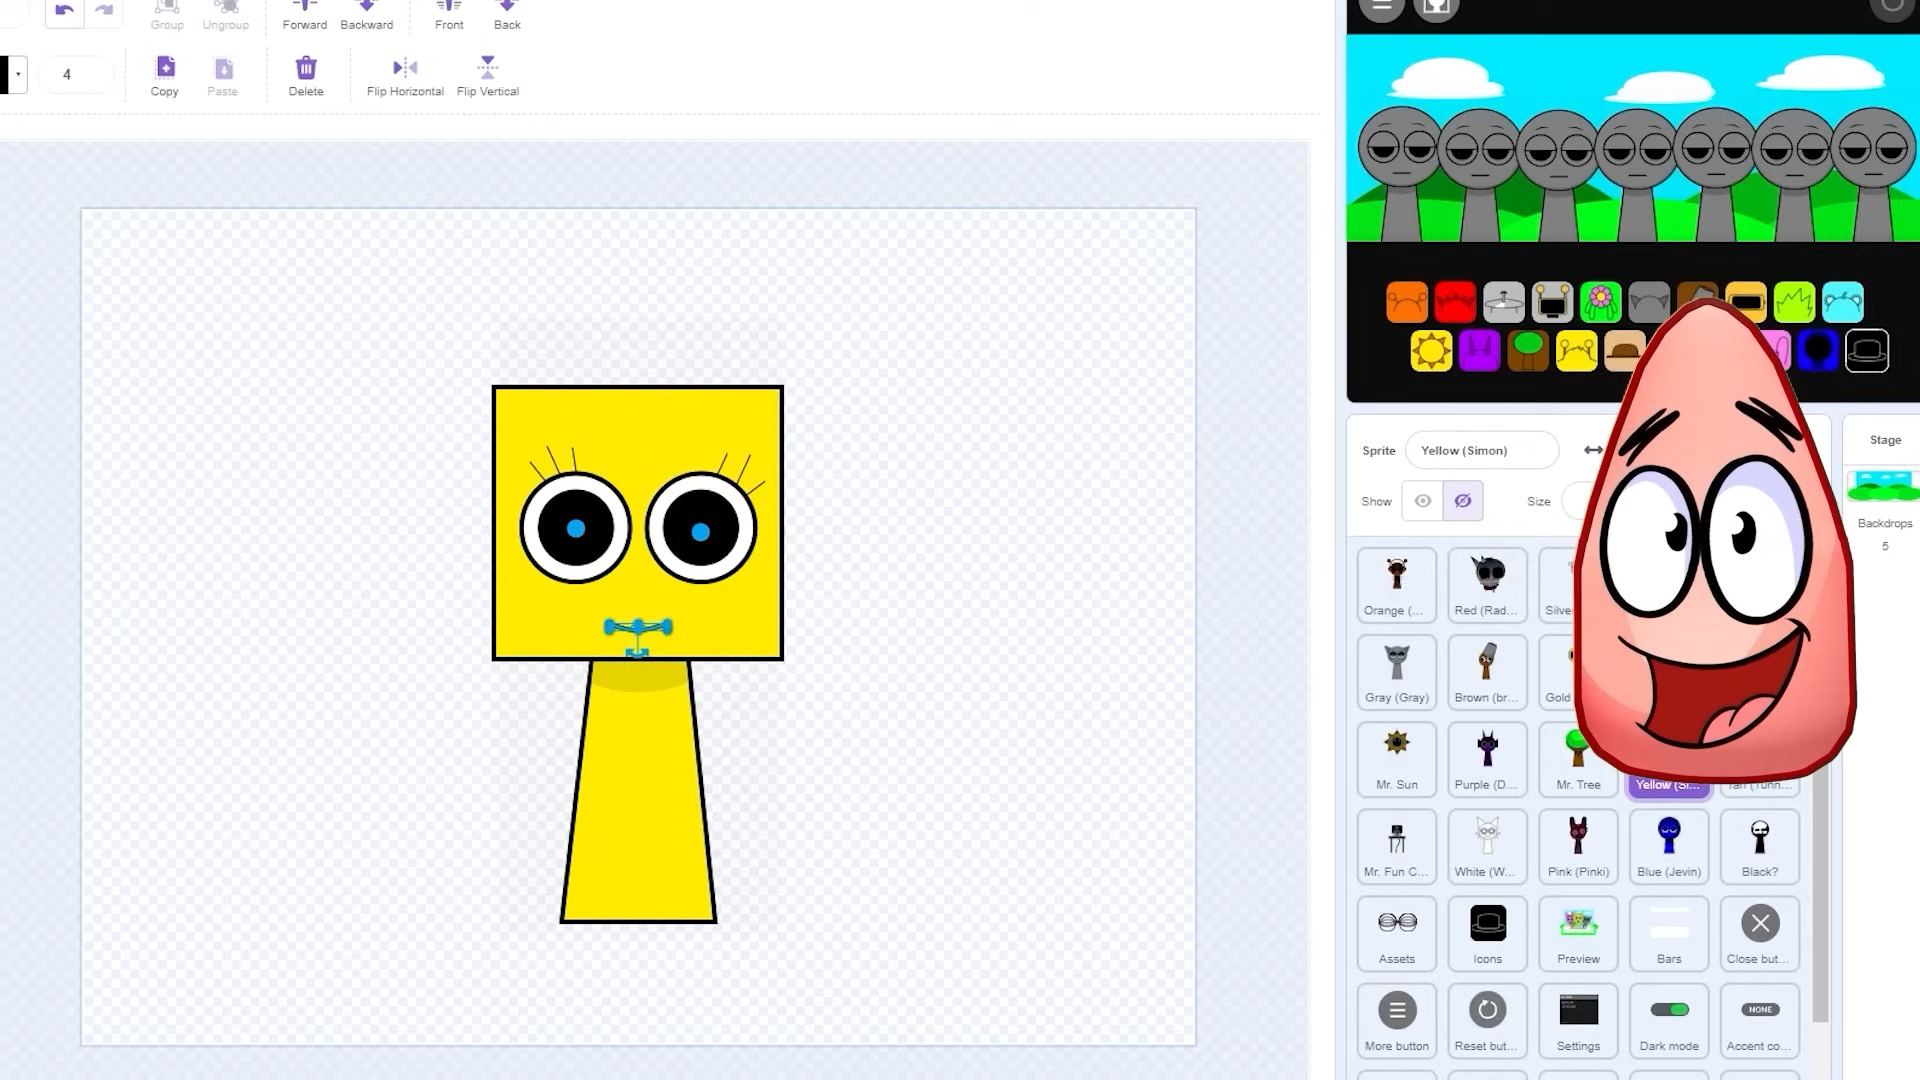 Group
Ungroup
Forward
Backward
Front
Back
4
Copy
Paste
Delete
Flip Horizontal
Flip Vertical
Sprite
Yellow (Simon)
Show
Size
Stage
Backdrops
5
Orange (...
Red (Rad...
Gray (Gray)
Brown (br...
Gold
Mr. Sun
Purple (D...
Mr. Tree
Yellow (Si...
Mr. Fun C...
White (W...
Pink (Pinki)
Blue (Jevin)
Black?
Assets
Icons
Preview
Bars
Close but...
NONE
More button
Reset but...
Settings
Dark mode
Accent co...